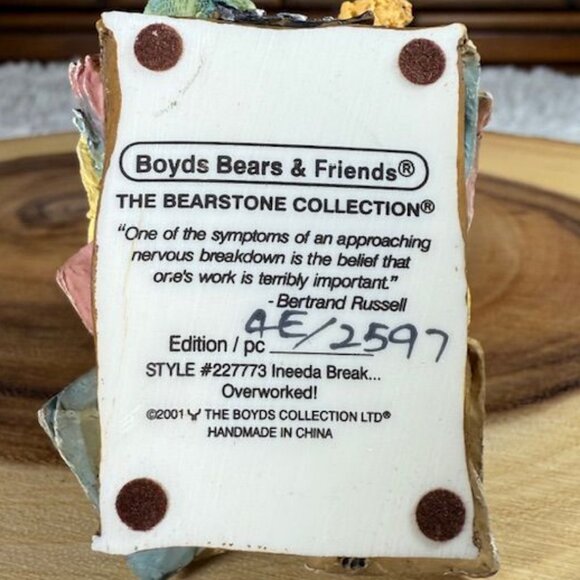 Boyds Bears & Friends®
THE BEARSTONE COLLECTION®
"One of the symptoms of an approaching
nervous breakdown is the belief that
one's work is terribly important."
-Bertrand Russell
Edition / pc 4E/2597
STYLE #227773 Ineeda Break...
Overworked!
©2001 THE BOYDS COLLECTION LTD®
HANDMADE IN CHINA